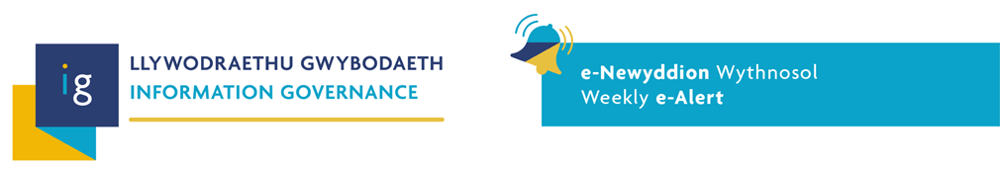 ig
LLYWODRAETHU GWYBODAETH
INFORMATION GOVERNANCE
e-Newyddion Wythnosol
Weekly e-Alert